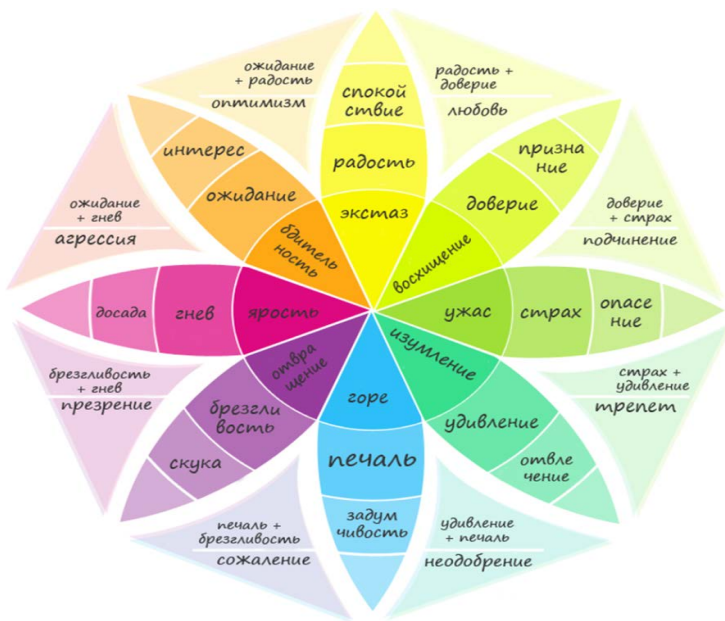 ожидание
+ радость
оптимизм
спокой
ствие
радость
экстаз
радость +
доверие
любовь
интерес
ожидание
бдитель
ность
призна
ние
доверие
восхищение
ожидание
+ гнев
агрессия
доверие
+ страх
подчинение
досада
гнев
ярость
ужас
страх
опасе
ние
брезгливость
+ гнев
презрение
отвра
щение
брезгли
вость
скука
горе
печаль
задум
чивость
изумление
удивление
отвле
чение
страх +
удивление
трепет
печаль +
брезгливость
сожаление
удивление
+ печаль
неодобрение